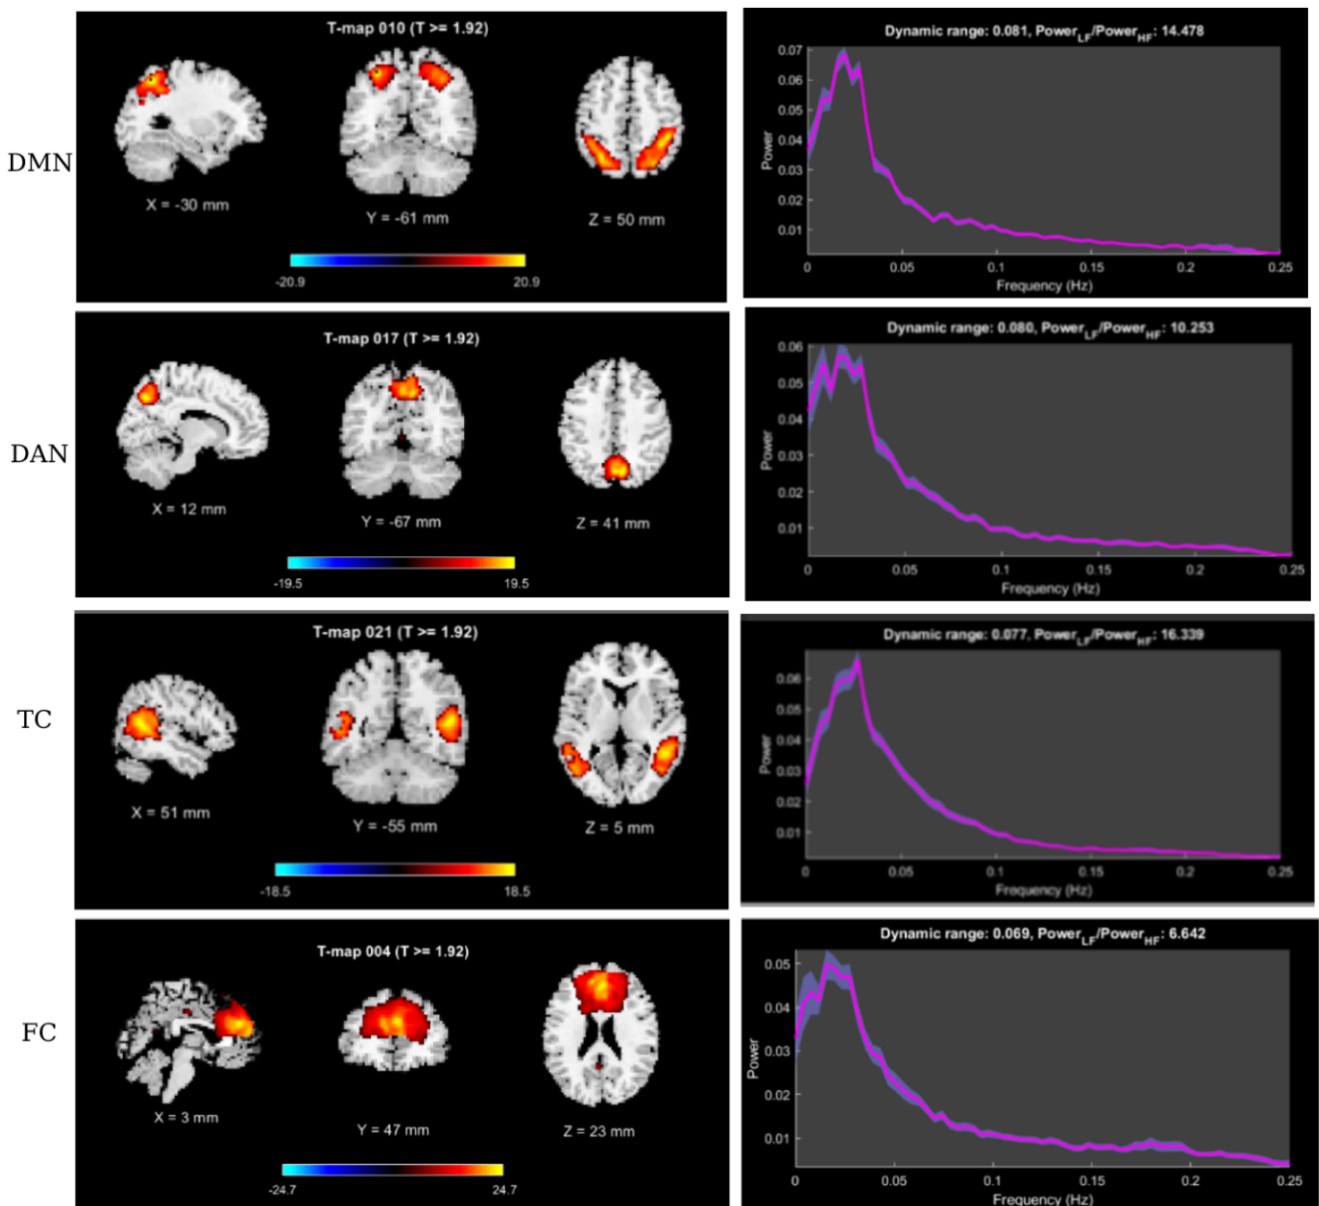 DMN
T-map 010 (T >= 1.92)
X = -30 mm
Y = -61 mm
Z = 50 mm
-20.9
20.9
Dynamic range: 0.081, Power_LF/Power_HF: 14.478
Power
0.07
0.06
0.05
0.04
0.03
0.02
0.01
0
0.05
0.1
0.15
0.2
0.25
Frequency (Hz)
DAN
T-map 017 (T >= 1.92)
X = 12 mm
Y = -67 mm
Z = 41 mm
-19.5
19.5
Dynamic range: 0.080, Power_LF/Power_HF: 10.253
Power
0.06
0.05
0.04
0.03
0.02
0.01
0
0.05
0.1
0.15
0.2
0.25
Frequency (Hz)
TC
T-map 021 (T >= 1.92)
X = 51 mm
Y = -55 mm
Z = 5 mm
-18.5
18.5
Dynamic range: 0.077, Power_LF/Power_HF: 16.339
Power
0.06
0.05
0.04
0.03
0.02
0.01
0
0.05
0.1
0.15
0.2
0.25
Frequency (Hz)
FC
T-map 004 (T >= 1.92)
X = 3 mm
Y = 47 mm
Z = 23 mm
-24.7
24.7
Dynamic range: 0.069, Power_LF/Power_HF: 6.642
Power
0.05
0.04
0.03
0.02
0.01
0
0.05
0.1
0.15
0.2
0.25
Frequency (Hz)